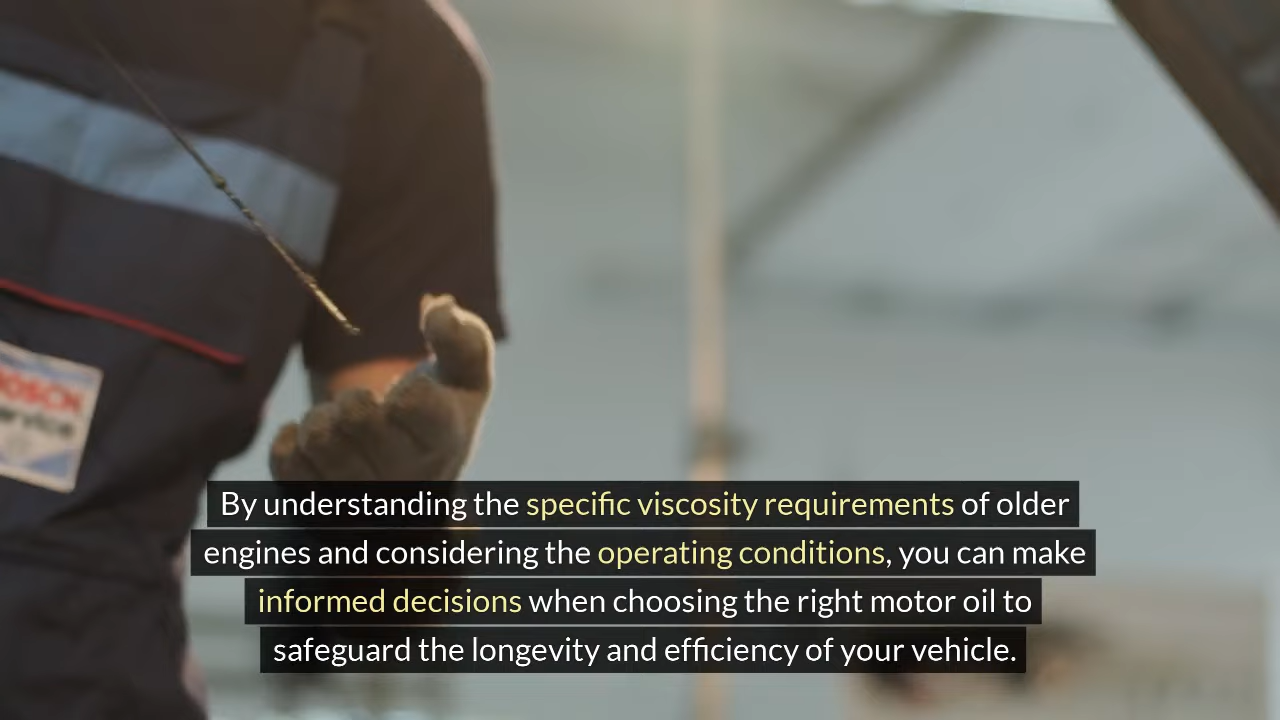 By understanding the specific viscosity requirements of older
engines and considering the operating conditions, you can make
informed decisions when choosing the right motor oil to
safeguard the longevity and efficiency of your vehicle.